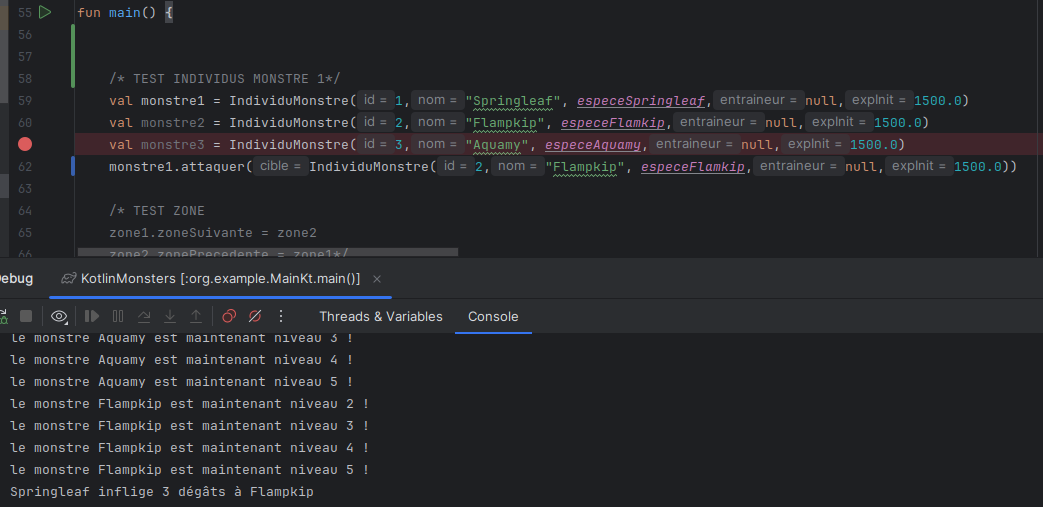 55 fun main() {
56
57
58 /* TEST INDIVIDUS MONSTRE 1*/
59 val monstre1 = IndividuMonstre( id = 1, nom = "Springleaf", especeSpringleaf, entraineur = null, expInit = 1500.0)
60 val monstre2 = IndividuMonstre( id = 2, nom = "Flampkip", especeFlamkip, entraineur = null, expInit = 1500.0)
val monstre3 = IndividuMonstre( id = 3, nom = "Aquamy", especeAquamy, entraineur = null, expInit = 1500.0)
62 monstre1.attaquer( cible = IndividuMonstre( id = 2, nom = "Flampkip", especeFlamkip, entraineur = null, expInit = 1500.0))
63
64 /* TEST ZONE
65 zone1.zoneSuivante = zone2
66 zone2.zonePrecedente = zone1*/
ebug KotlinMonsters [:org.example.MainKt.main()] ×
Threads & Variables Console
le monstre Aquamy est maintenant niveau 3 !
le monstre Aquamy est maintenant niveau 4 !
le monstre Aquamy est maintenant niveau 5 !
le monstre Flampkip est maintenant niveau 2 !
le monstre Flampkip est maintenant niveau 3 !
le monstre Flampkip est maintenant niveau 4 !
le monstre Flampkip est maintenant niveau 5 !
Springleaf inflige 3 dégâts à Flampkip